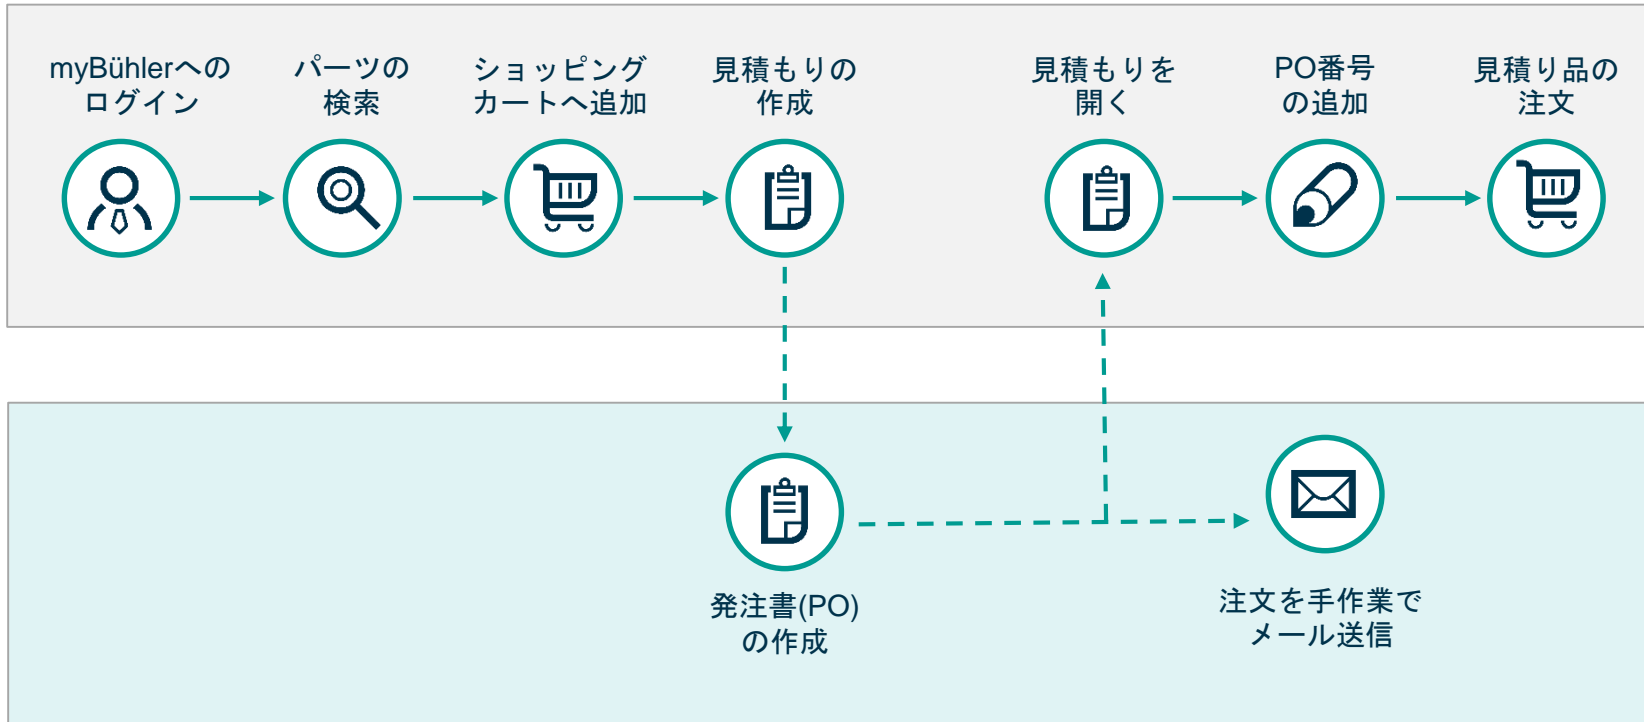 myBühlerへの
ログイン
パーツの
検索
ショッピング
カートへ追加
見積もりの
作成
見積もりを
開く
PO番号
の追加
見積り品の
注文
発注書(PO)
の作成
注文を手作業で
メール送信